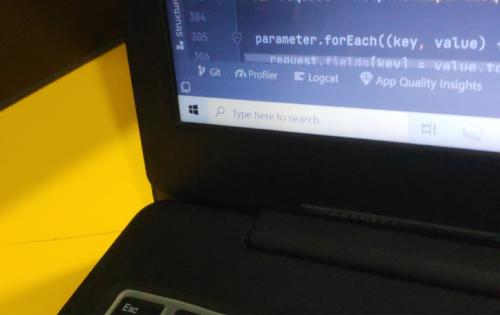 Structure
304
305
parameter.forEach((key, value)
306
request.fields[key] = value.to
Git
Profiler
Logcat
App Quality Insights
Type here to search
Esc